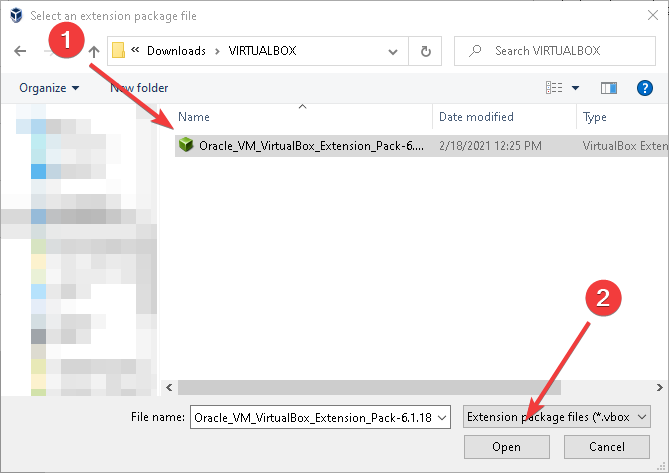 Select an extension package file
1
« Downloads › VIRTUALBOX
Search VIRTUALBOX
Organize
New folder
?
Name
Date modified
Type
Oracle_VM_VirtualBox_Extension_Pack-6....
2/18/2021 12:25 PM
VirtualBox Exten
2
File name:
Oracle_VM_VirtualBox_Extension_Pack-6.1.18
Extension package files (*.vbox
Open
Cancel